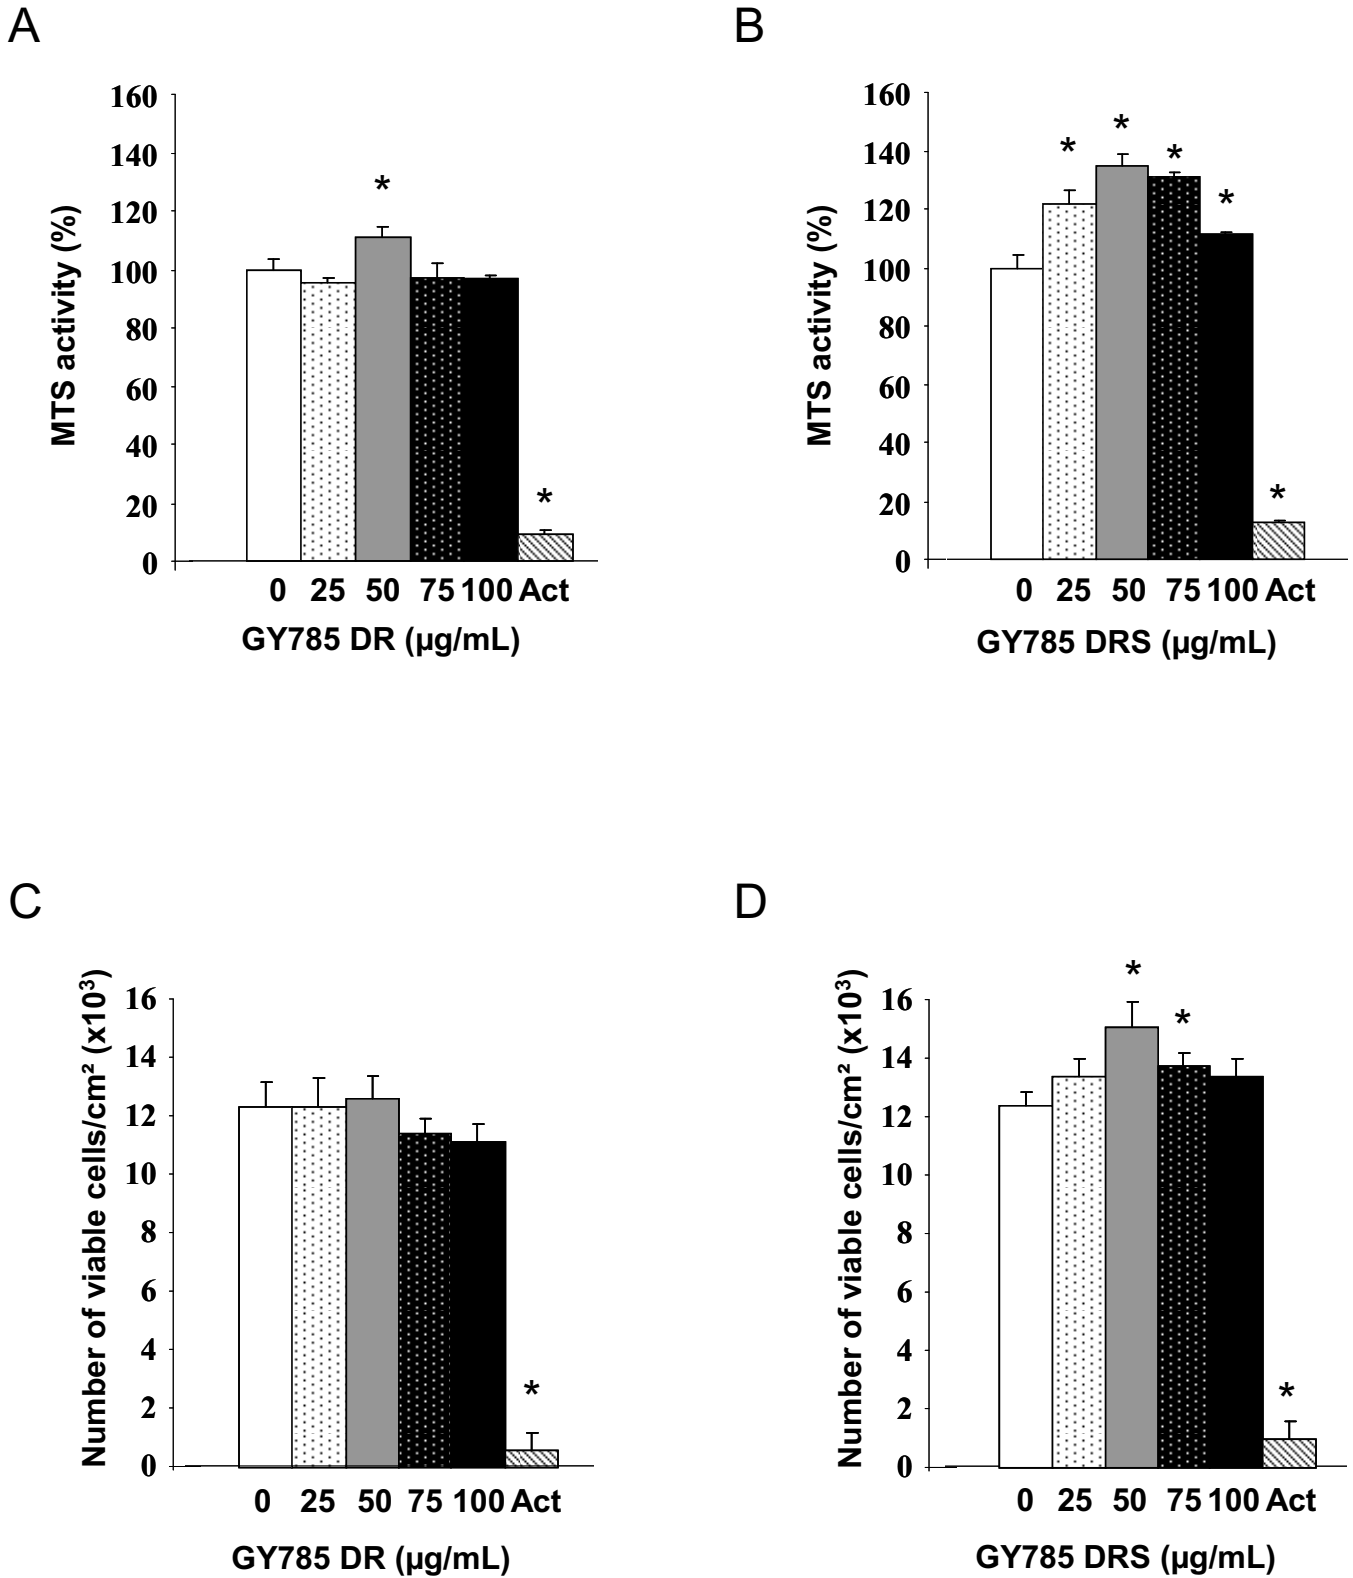 A
MTS activity (%)
160
140
120
100
80
60
40
20
0
*
*
0 25 50 75 100 Act
GY785 DR (µg/mL)
B
MTS activity (%)
160
140
120
100
80
60
40
20
0
*
*
*
*
*
0 25 50 75 100 Act
GY785 DRS (µg/mL)
C
Number of viable cells/cm² (x10³)
16
14
12
10
8
6
4
2
0
*
0 25 50 75 100 Act
GY785 DR (µg/mL)
D
Number of viable cells/cm² (x10³)
16
14
12
10
8
6
4
2
0
*
*
*
0 25 50 75 100 Act
GY785 DRS (µg/mL)